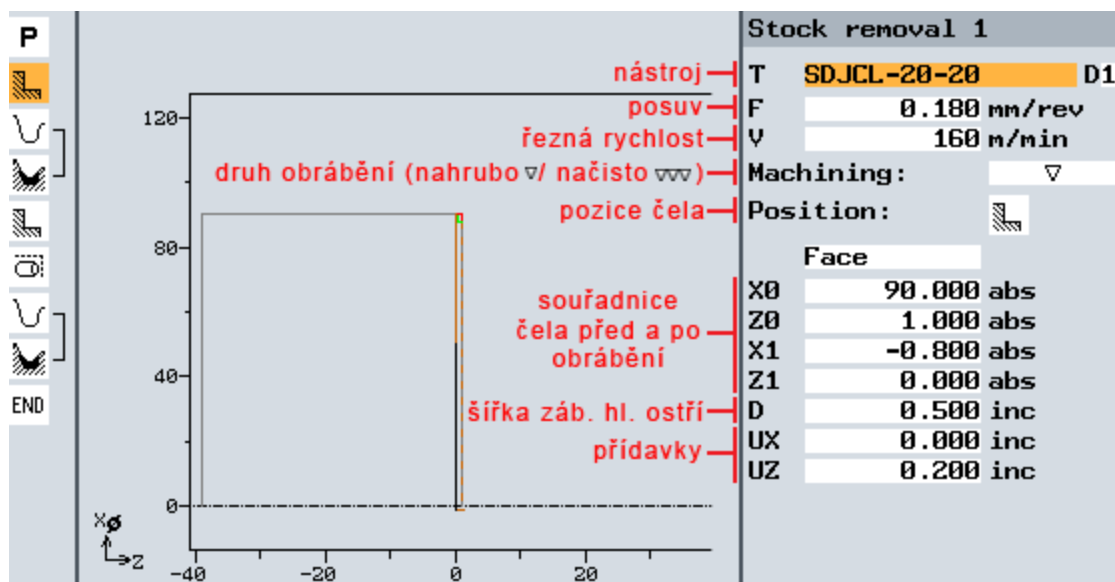 P
END
120
80
40
0
XØ
Z
-40
-20
0
20
nástroj
posuv
řezná rychlost
druh obrábění (nahrubo ▽/ načisto ▽▽▽)
pozice čela
souřadnice
čela před a po
obrábění
šířka záb. hl. ostří
přídavky
Stock removal 1
T SDJCL-20-20 D1
F 0.180 mm/rev
V 160 m/min
Machining: ▽
Position:
Face
X0 90.000 abs
Z0 1.000 abs
X1 -0.800 abs
Z1 0.000 abs
D 0.500 inc
UX 0.000 inc
UZ 0.200 inc